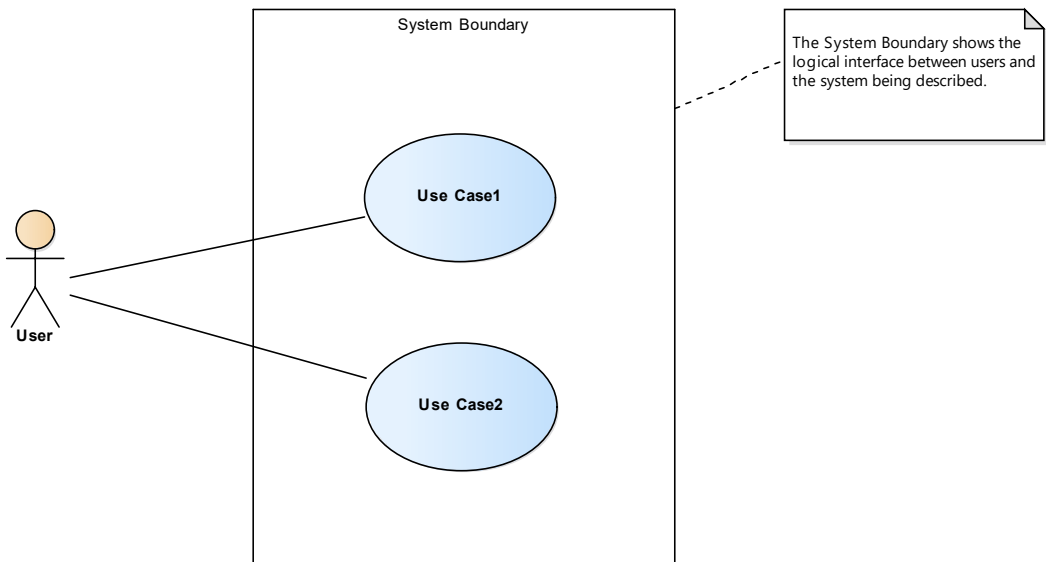 System Boundary
The System Boundary shows the
logical interface between users and
the system being described.
Use Case1
User
Use Case2